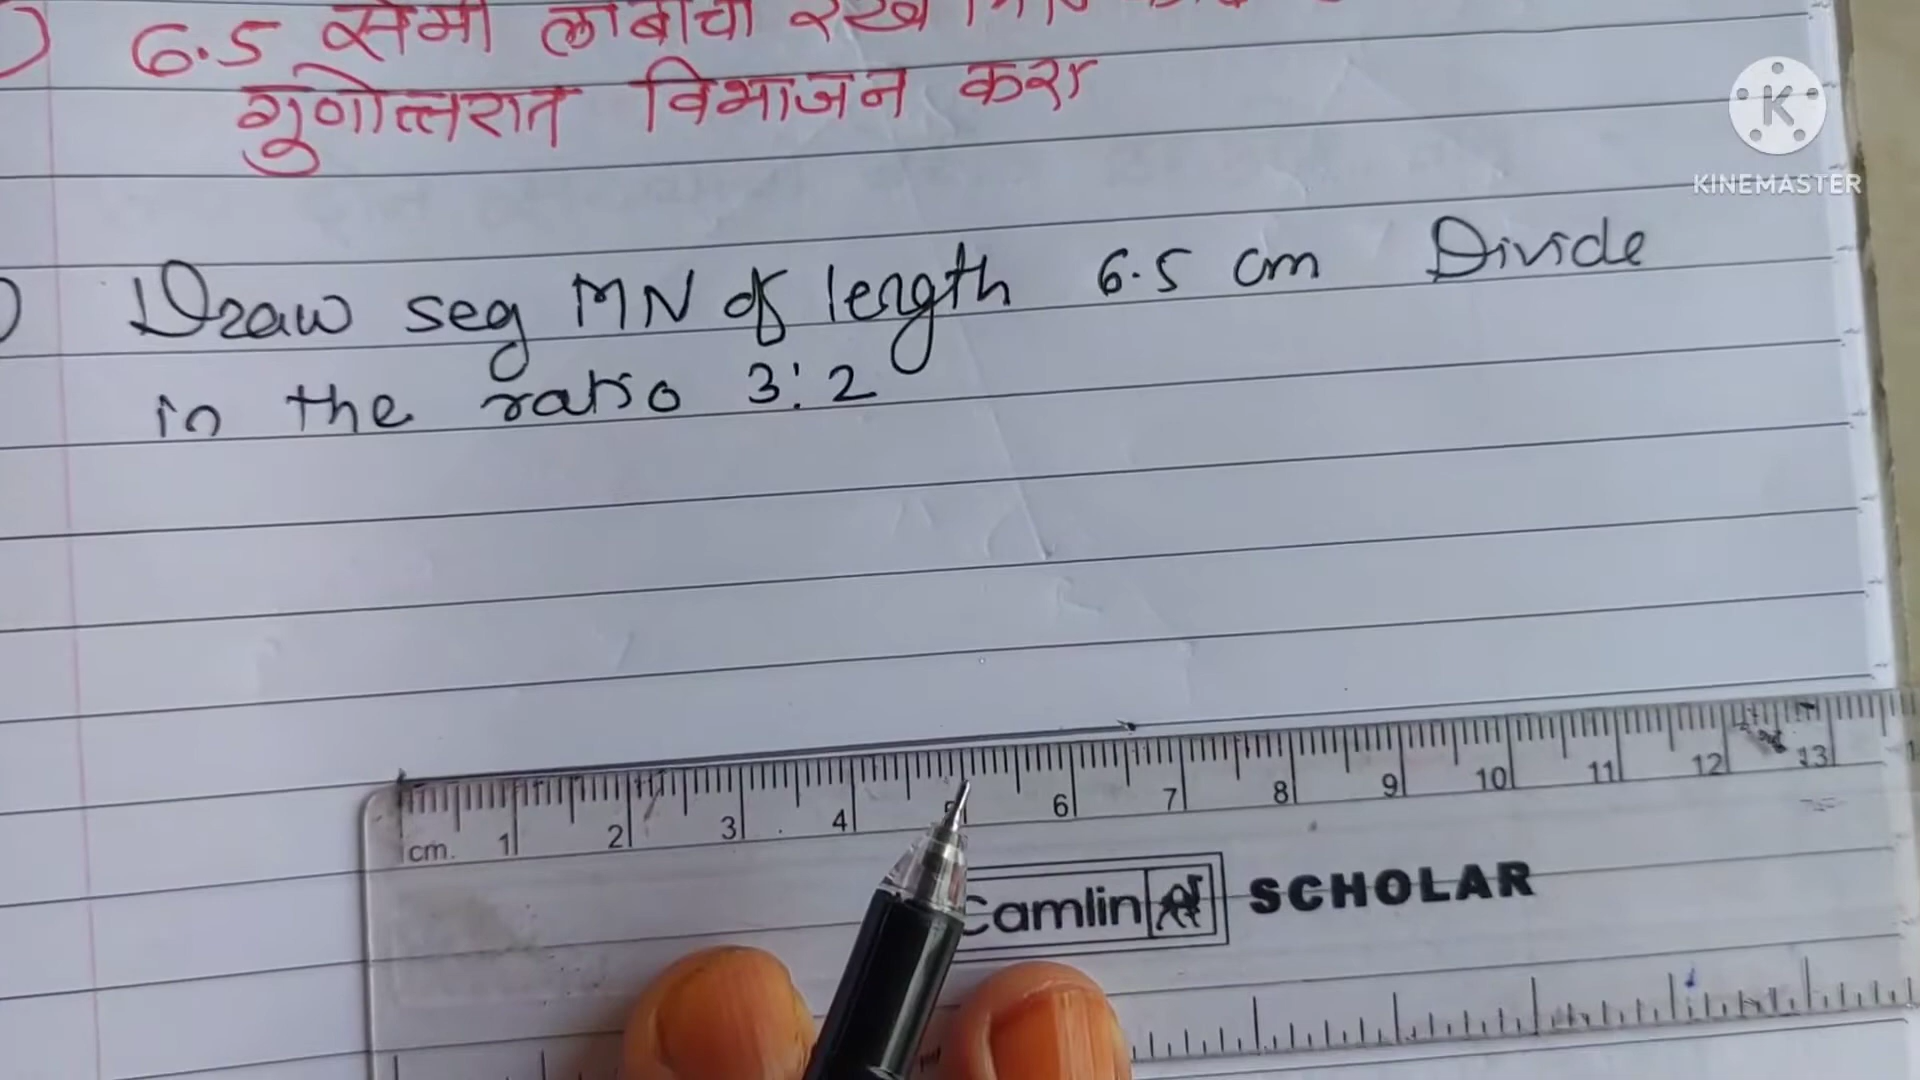 6.5 सेमी लांबीचा रेख
गुणोत्तरात विभाजन करा
KINEMASTER
Draw seg MN of length 6.5 cm Divide
in the ratio 3:2
cm. 1 2 3 4 5 6 7 8 9 10 11 12 13
Camlin SCHOLAR